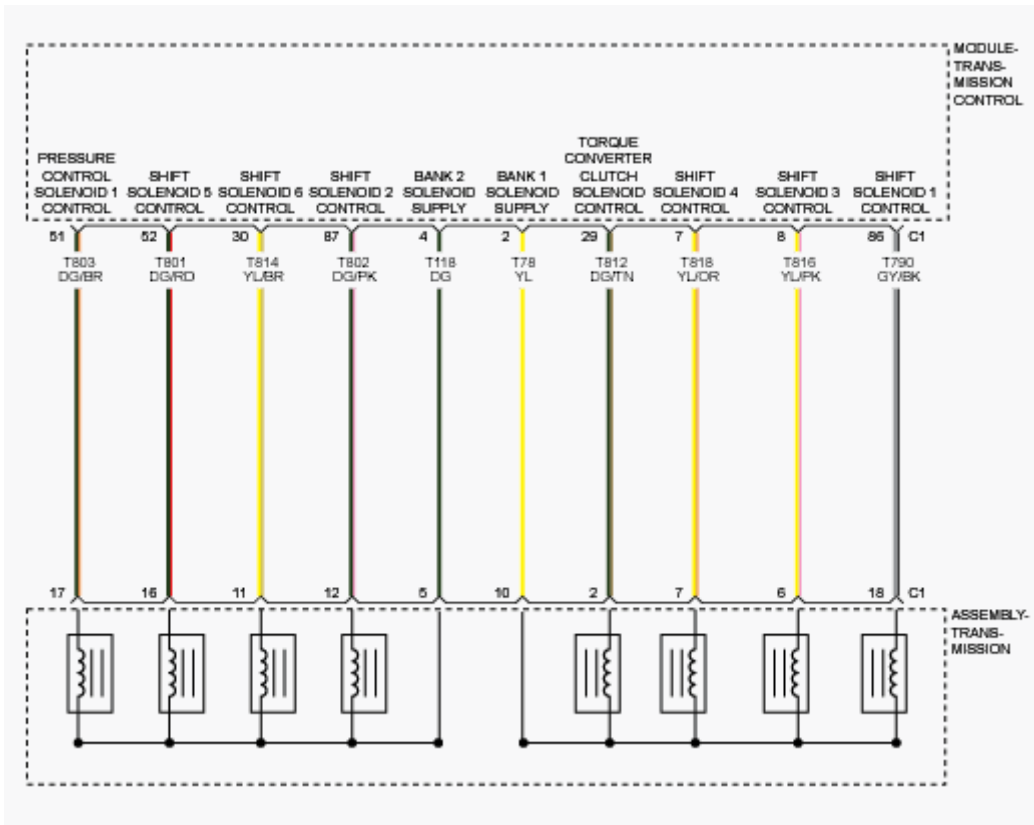 MODULE-
TRANS-
MISSION
CONTROL
PRESSURE
CONTROL
SOLENOID 1
CONTROL
SHIFT
SOLENOID 5
CONTROL
SHIFT
SOLENOID 6
CONTROL
SHIFT
SOLENOID 2
CONTROL
BANK 2
SOLENOID
SUPPLY
BANK 1
SOLENOID
SUPPLY
TORQUE
CONVERTER
CLUTCH
SOLENOID
CONTROL
SHIFT
SOLENOID 4
CONTROL
SHIFT
SOLENOID 3
CONTROL
SHIFT
SOLENOID 1
CONTROL
51 52 30 87 4 2 29 7 8 86 C1
T803 T801 T814 T802 T118 T78 T812 T818 T816 T790
DG/BR DG/RD YL/BR DG/PK DG YL DG/TN YL/OR YL/PK GY/BK
17 16 11 12 5 10 2 7 6 18 C1
ASSEMBLY-
TRANS-
MISSION